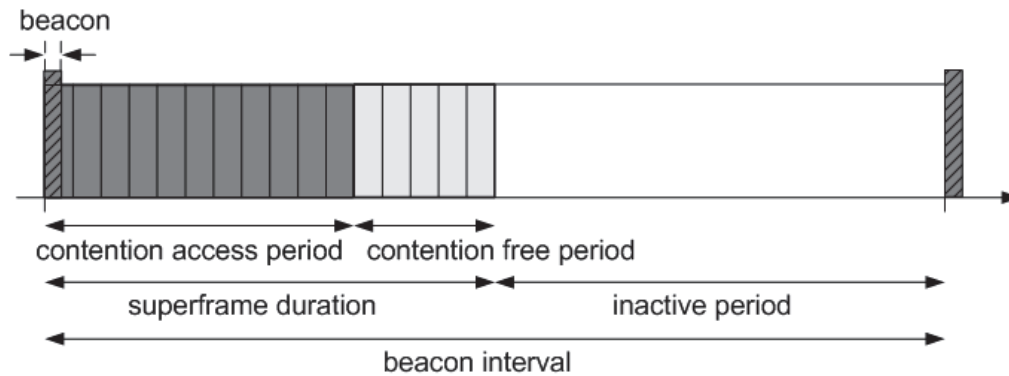 beacon
contention access period
contention free period
superframe duration
inactive period
beacon interval